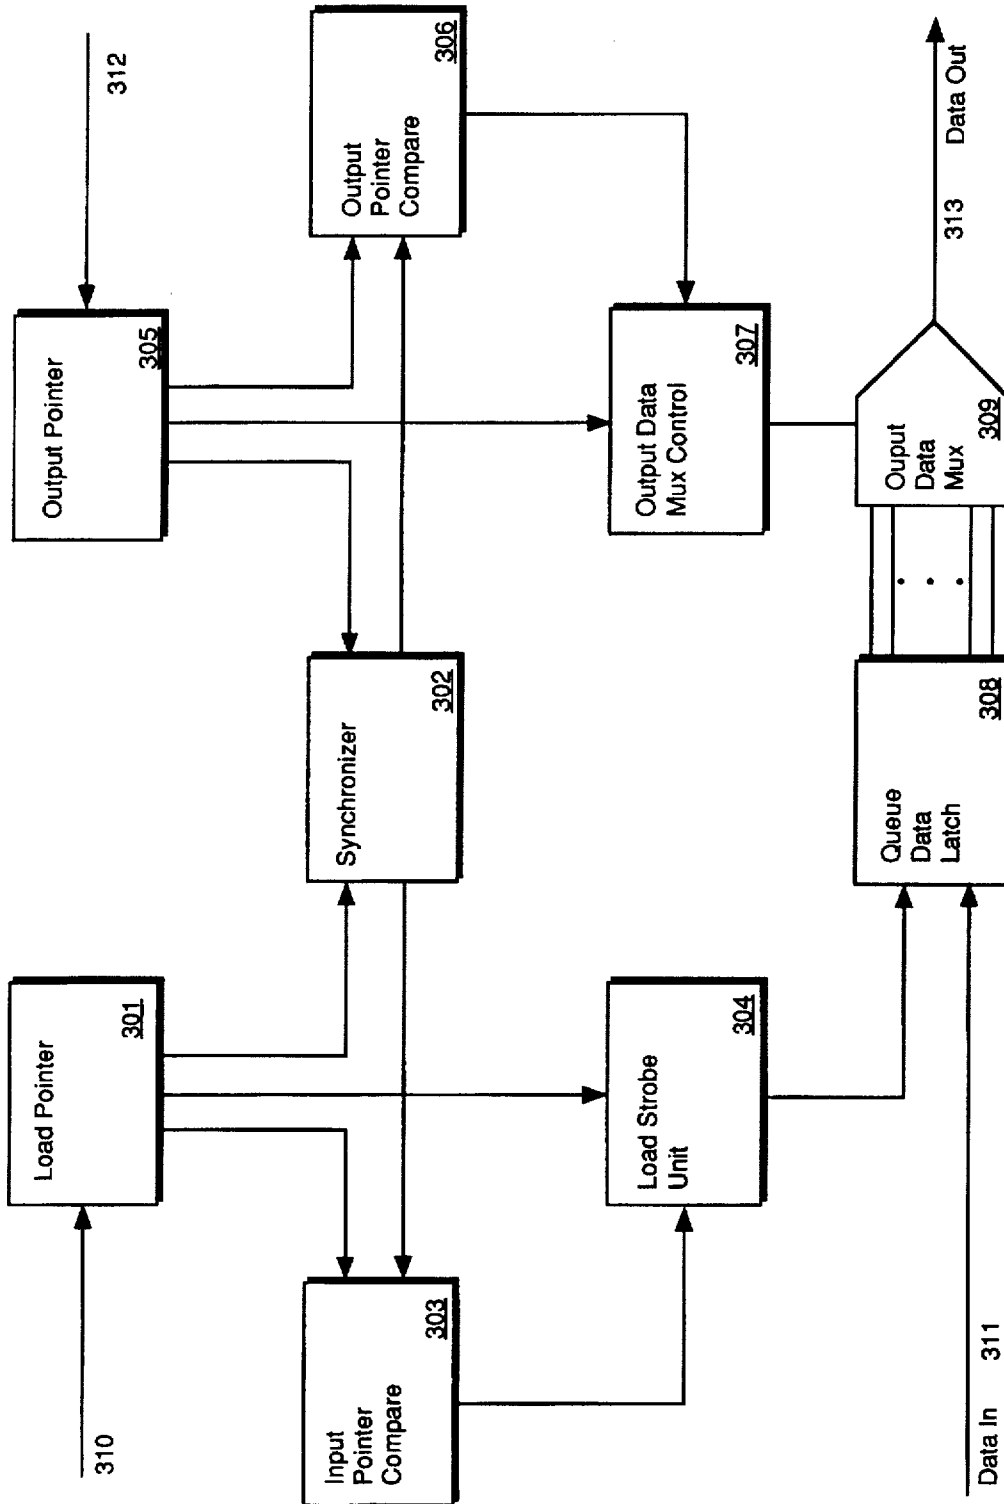 310
Load Pointer
301
Output Pointer
305
312
Input
Pointer
Compare
303
Synchronizer
302
Output
Pointer
Compare
306
Load Strobe
Unit
304
Output Data
Mux Control
307
Data In
311
Queue
Data
Latch
308
Ouput
Data
Mux
309
313
Data Out